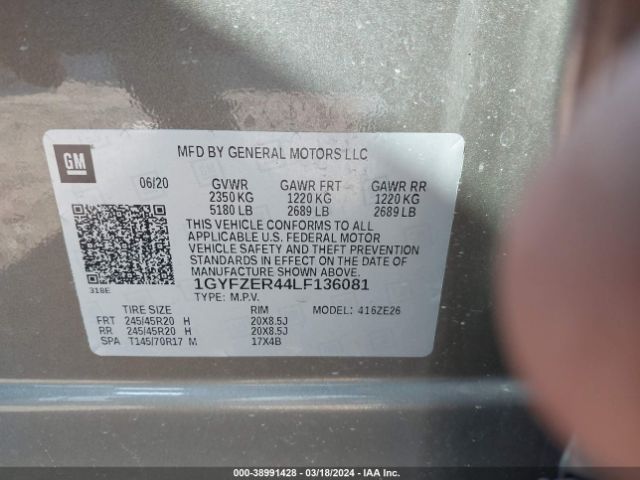 GM
MFD BY GENERAL MOTORS LLC
06/20 GVWR GAWR FRT GAWR RR
2350 KG 1220 KG 1220 KG
5180 LB 2689 LB 2689 LB
THIS VEHICLE CONFORMS TO ALL
APPLICABLE U.S. FEDERAL MOTOR
VEHICLE SAFETY AND THEFT PREVENTION
STANDARDS IN EFFECT ON THE DATE OF
MANUFACTURE SHOWN ABOVE.
318E 1GYFZER44LF136081
TYPE: M.P.V.
TIRE SIZE RIM MODEL: 416ZE26
FRT 245/45R20 H 20X8.5J
RR 245/45R20 H 20X8.5J
SPA T145/70R17 M 17X4B
000-38991428 - 03/18/2024 - IAA Inc.